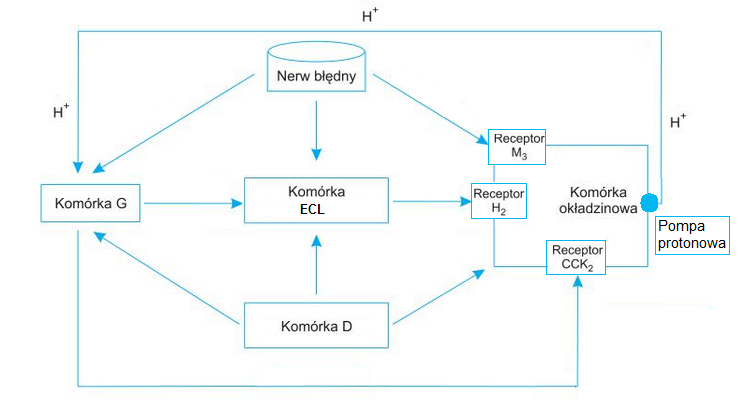 H⁺
Nerw błędny
H⁺
H⁺
Receptor
M₃
Komórka G
Komórka
ECL
Receptor
H₂
Komórka
okładzinowa
Pompa
protonowa
Receptor
CCK₂
Komórka D